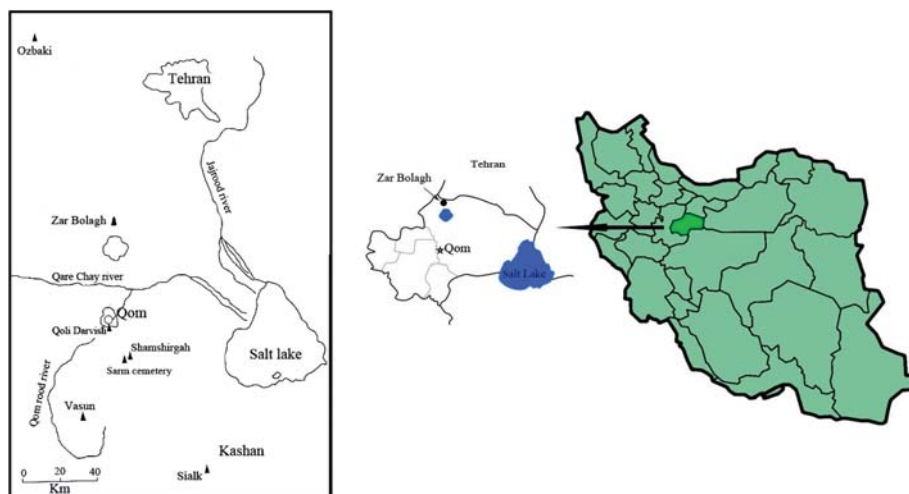 Ozbaki
Tehran
Jajrood river
Zar Bolagh
Qare Chay river
Qom
Qoli Darvish
Shamshirgah
Sarm cemetery
Salt lake
Qom rood river
Vasun
Kashan
Sialk
0 20 40
Km
Tehran
Zar Bolagh
Qom
Salt Lake